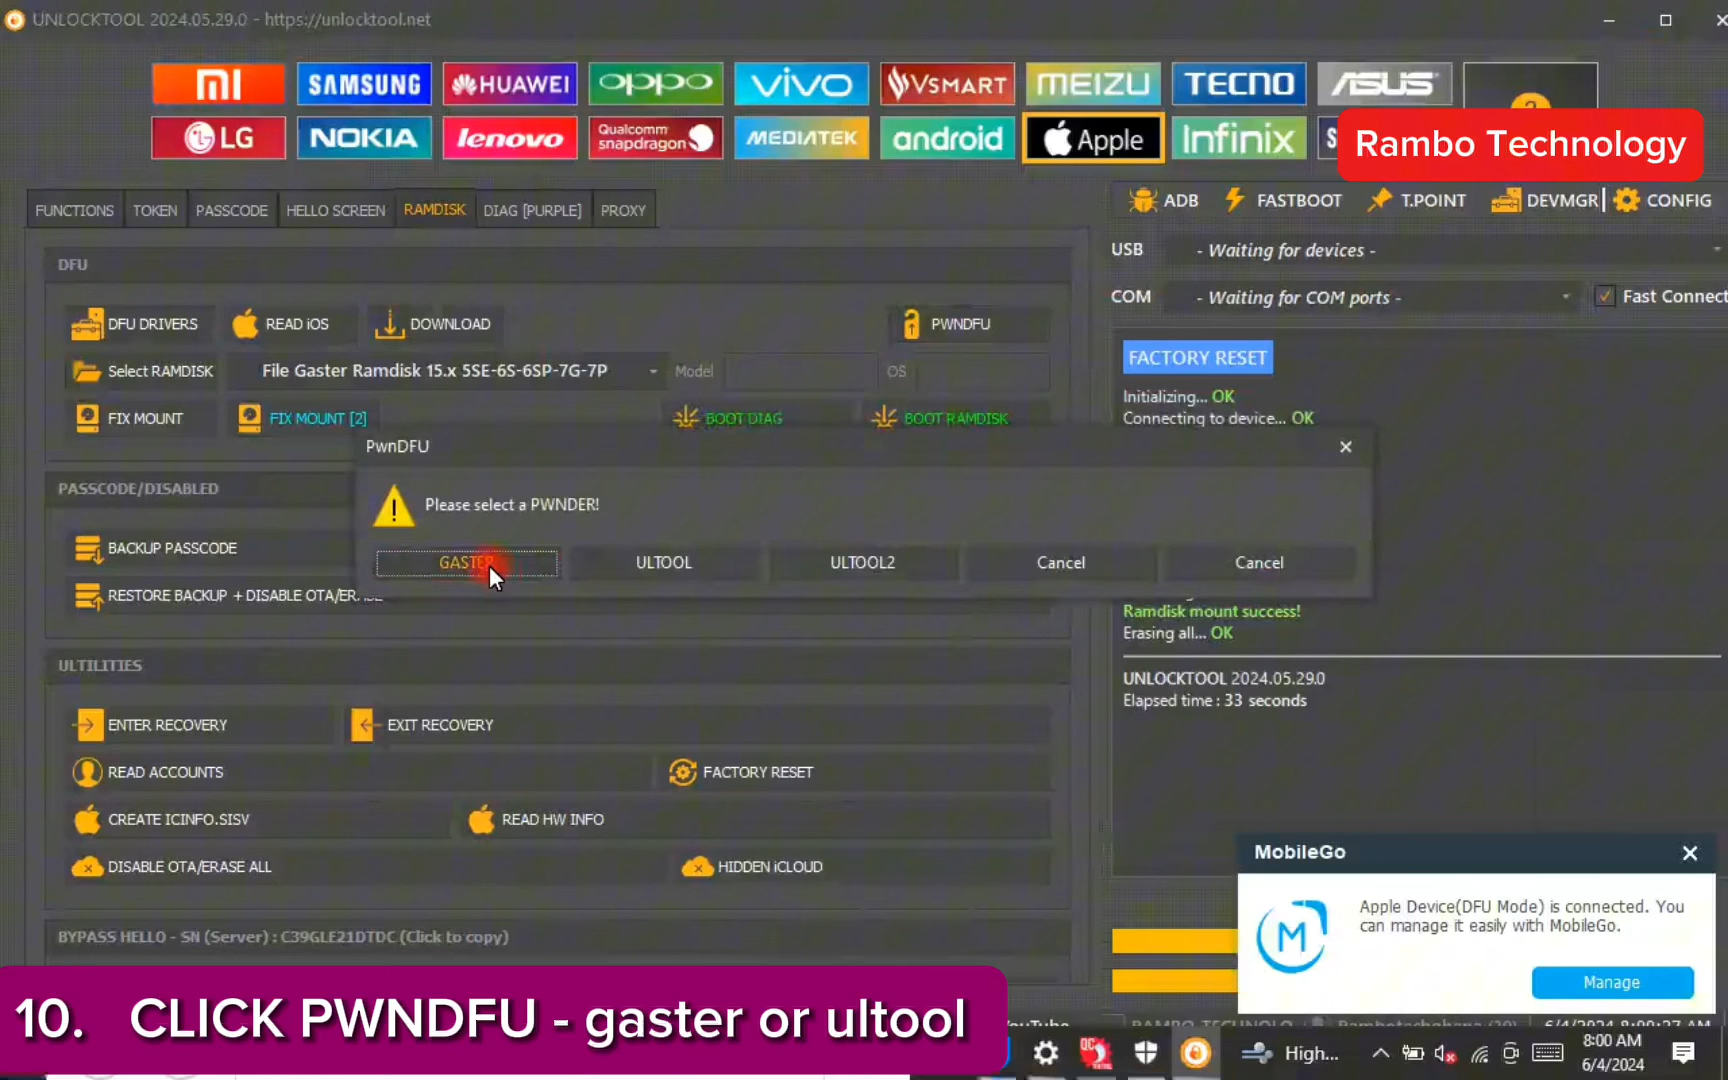 UNLOCKTOOL 2024.05.29.0 - https://unlocktool.net
mi SAMSUNG HUAWEI oppo vivo VSMART MEIZU TECNO ASUS
LG NOKIA lenovo Qualcomm snapdragon MEDIATEK android Apple Infinix
Rambo Technology
FUNCTIONS TOKEN PASSCODE HELLO SCREEN RAMDISK DIAG [PURPLE] PROXY
ADB FASTBOOT T.POINT DEVMGR CONFIG
USB - Waiting for devices -
COM - Waiting for COM ports - Fast Connect
DFU
DFU DRIVERS READ iOS DOWNLOAD PWNDFU
Select RAMDISK File Gaster Ramdisk 15.x 5SE-6S-6SP-7G-7P Model OS
FIX MOUNT FIX MOUNT [2] BOOT DIAG BOOT RAMDISK
FACTORY RESET
Initializing... OK
Connecting to device... OK
PwnDFU
Please select a PWNDER!
GASTER ULTOOL ULTOOL2 Cancel Cancel
PASSCODE/DISABLED
BACKUP PASSCODE
RESTORE BACKUP + DISABLE OTA/ERASE
Ramdisk mount success!
Erasing all... OK
UNLOCKTOOL 2024.05.29.0
Elapsed time : 33 seconds
ULTILITIES
ENTER RECOVERY EXIT RECOVERY
READ ACCOUNTS FACTORY RESET
CREATE ICINFO.SISV READ HW INFO
DISABLE OTA/ERASE ALL HIDDEN iCLOUD
BYPASS HELLO - SN (Server) : C39GLE21DTDC (Click to copy)
MobileGo
Apple Device(DFU Mode) is connected. You
can manage it easily with MobileGo.
Manage
10. CLICK PWNDFU - gaster or ultool
High...
8:00 AM
6/4/2024